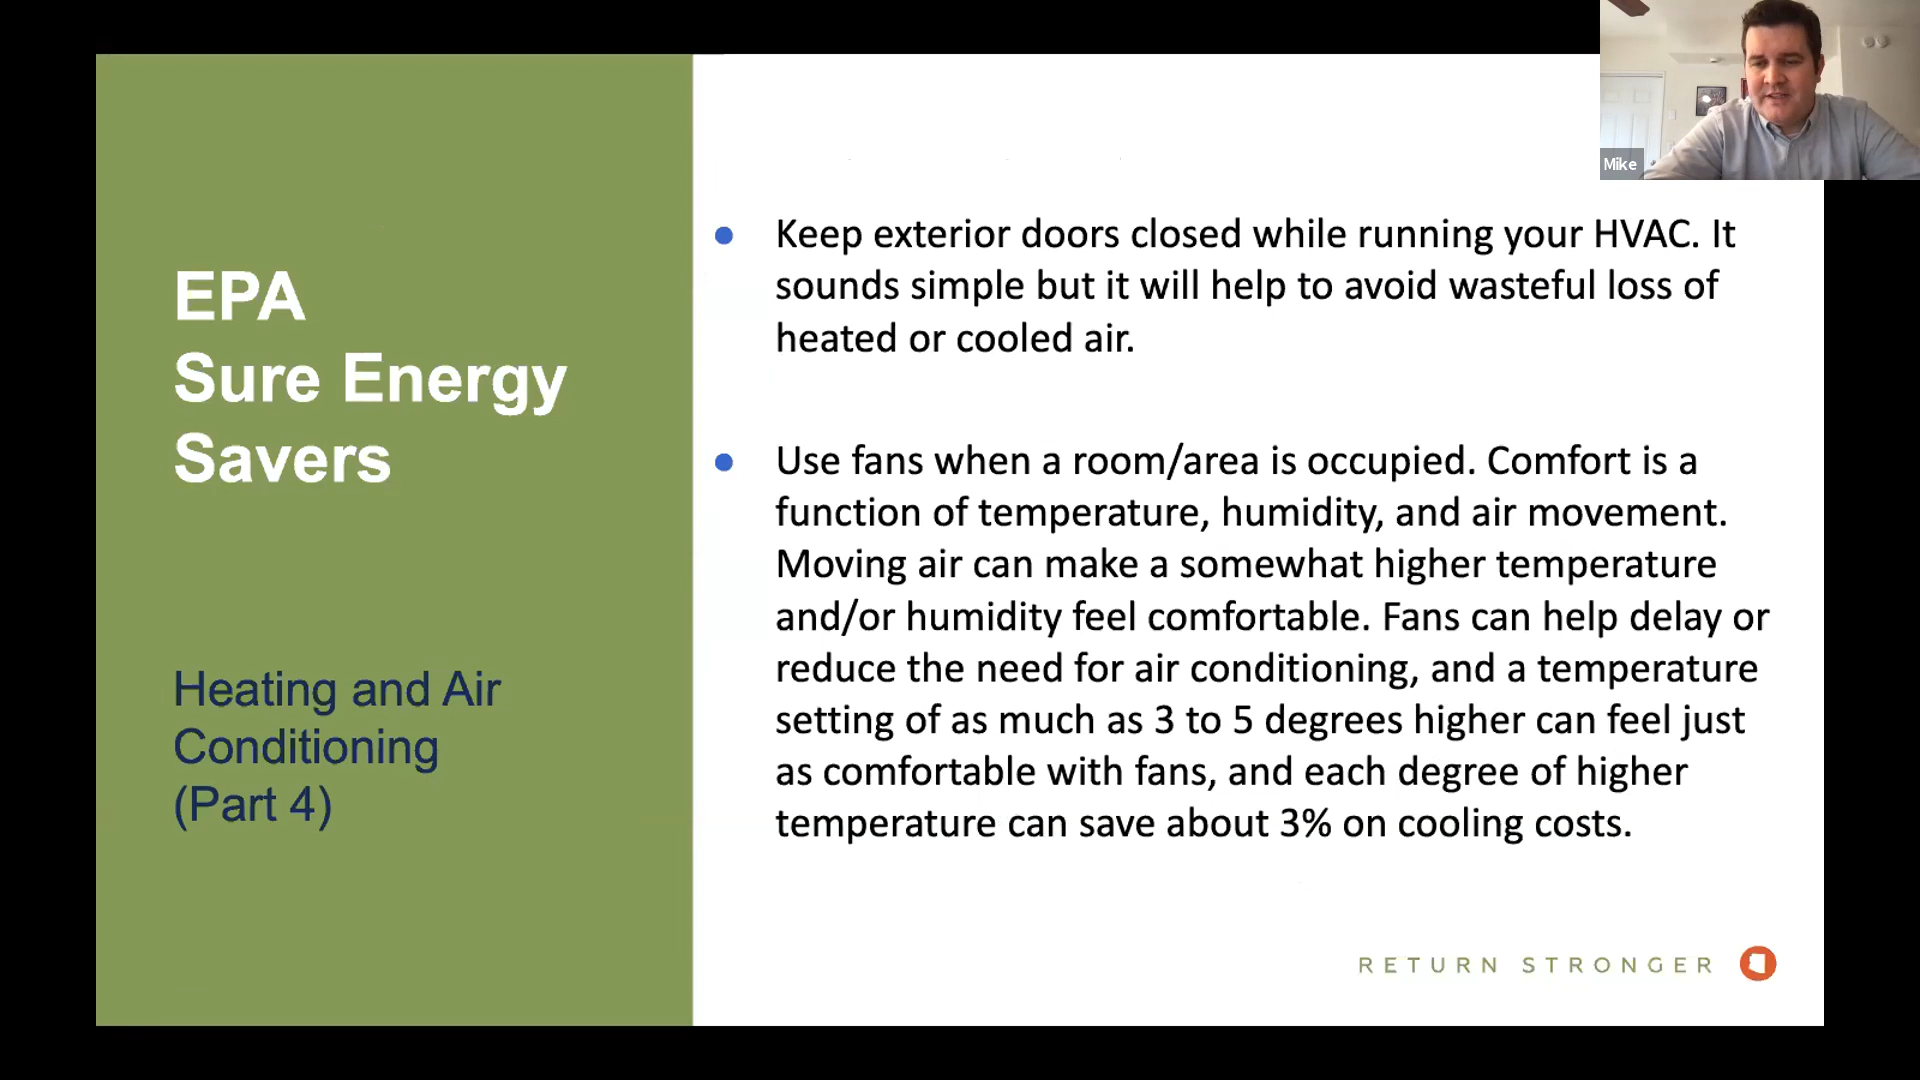 Mike
EPA
Sure Energy
Savers
Heating and Air
Conditioning
(Part 4)
Keep exterior doors closed while running your HVAC. It
sounds simple but it will help to avoid wasteful loss of
heated or cooled air.
Use fans when a room/area is occupied. Comfort is a
function of temperature, humidity, and air movement.
Moving air can make a somewhat higher temperature
and/or humidity feel comfortable. Fans can help delay or
reduce the need for air conditioning, and a temperature
setting of as much as 3 to 5 degrees higher can feel just
as comfortable with fans, and each degree of higher
temperature can save about 3% on cooling costs.
RETURN STRONGER